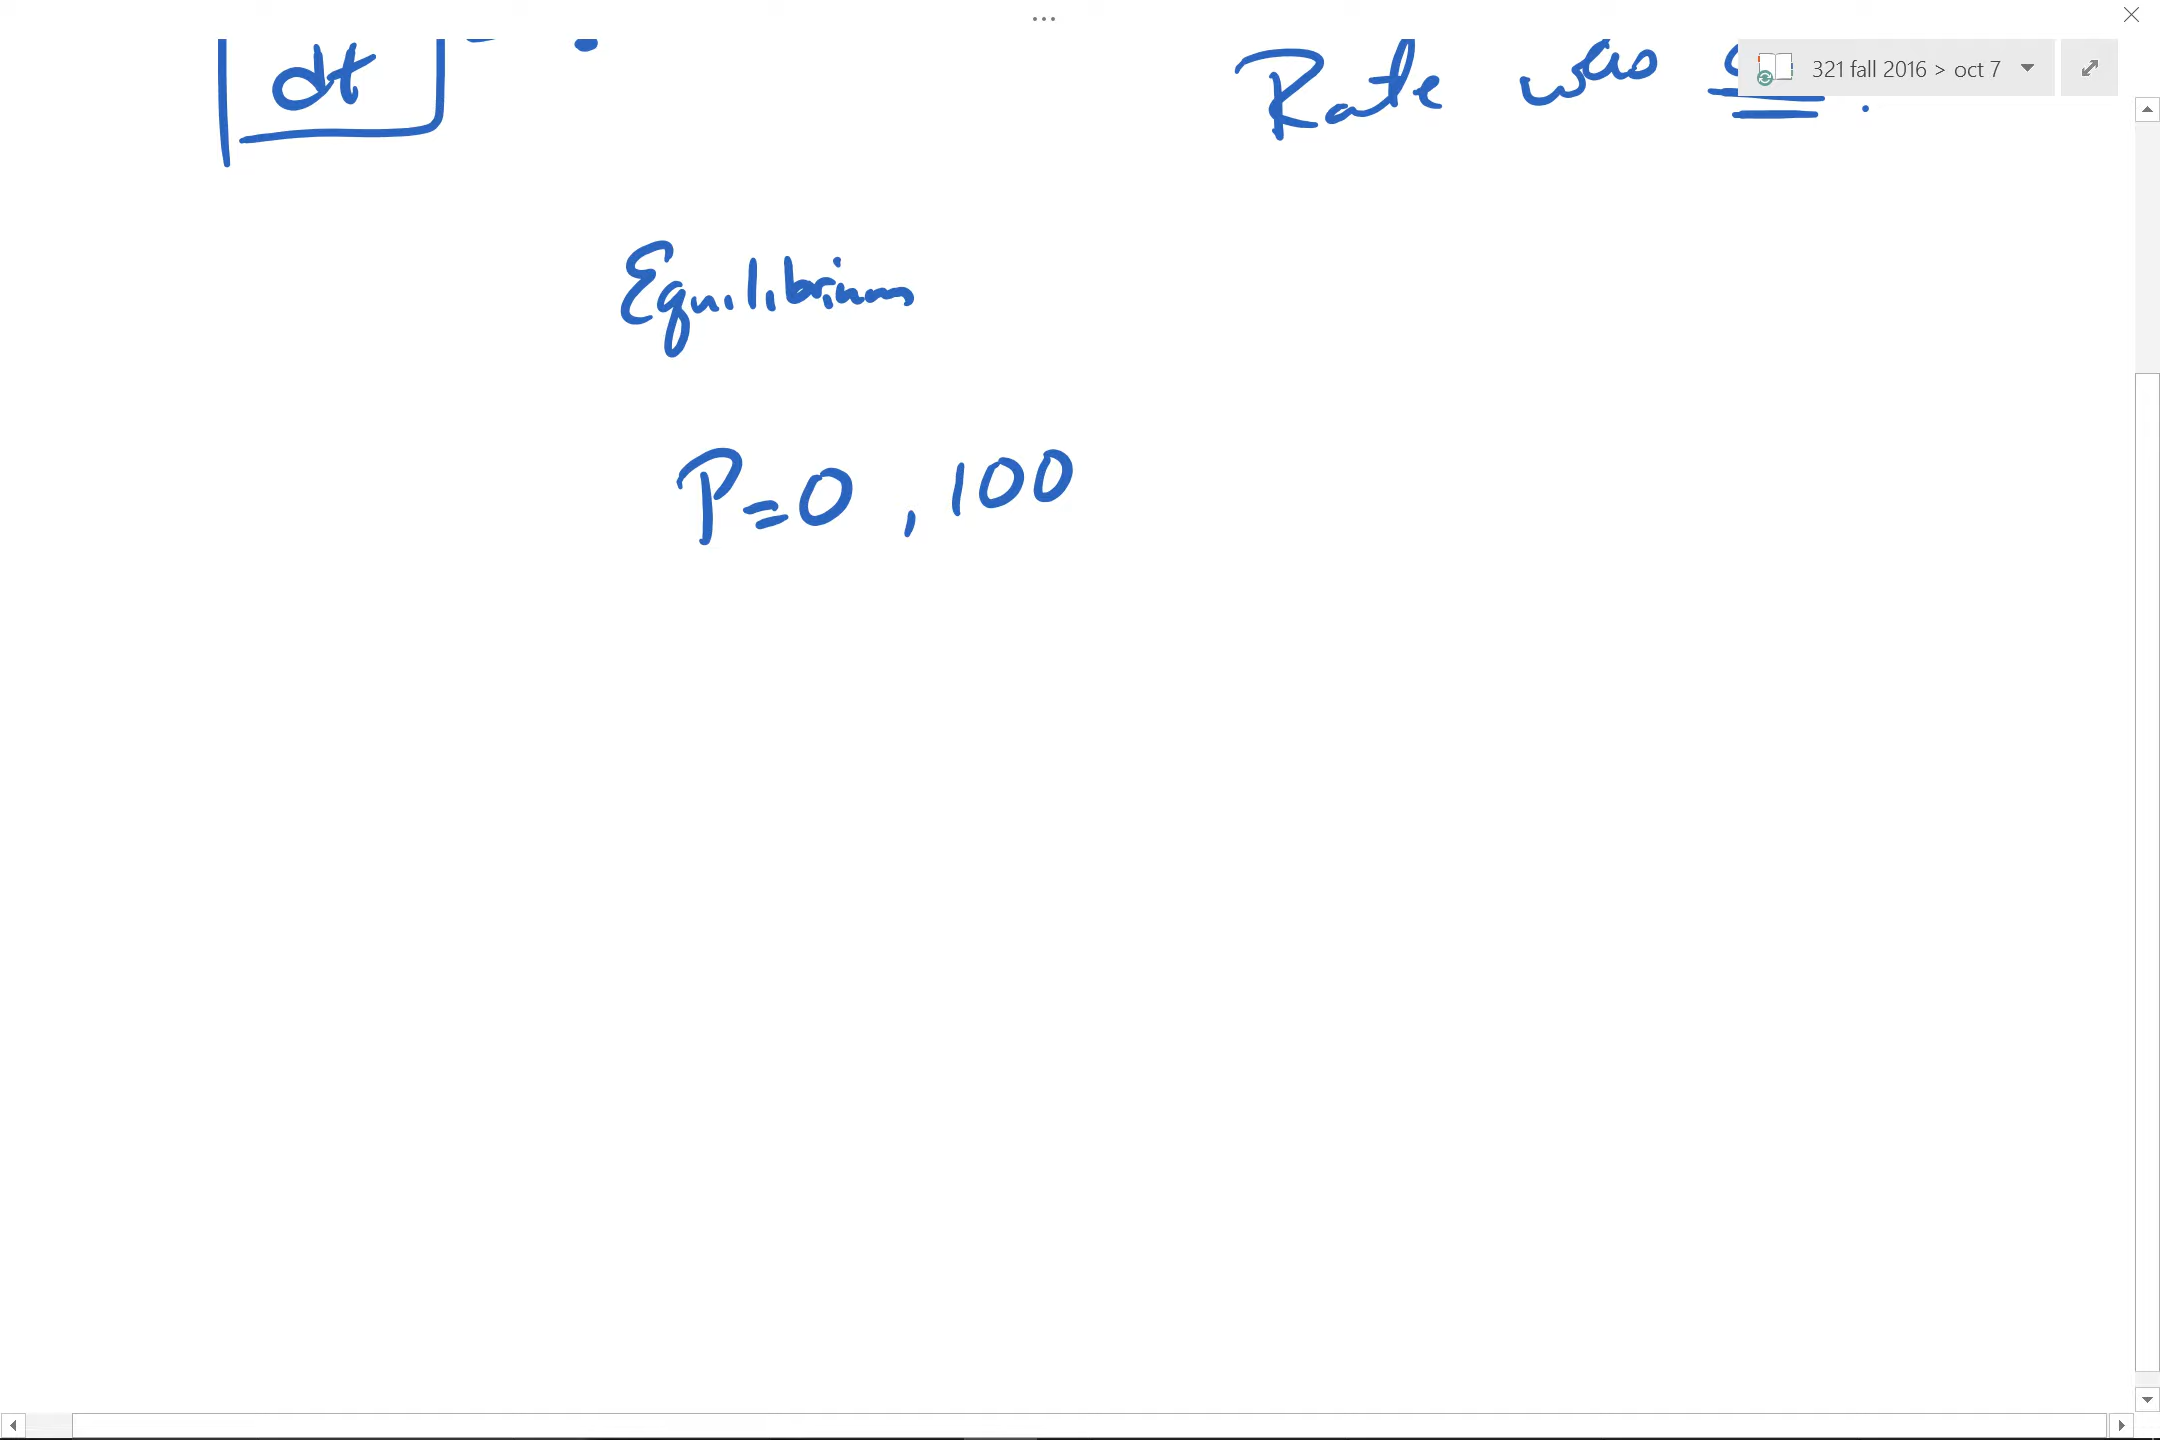 321 fall 2016 > oct 7
dt
Rate was
Equilibrium
P=0 , 100